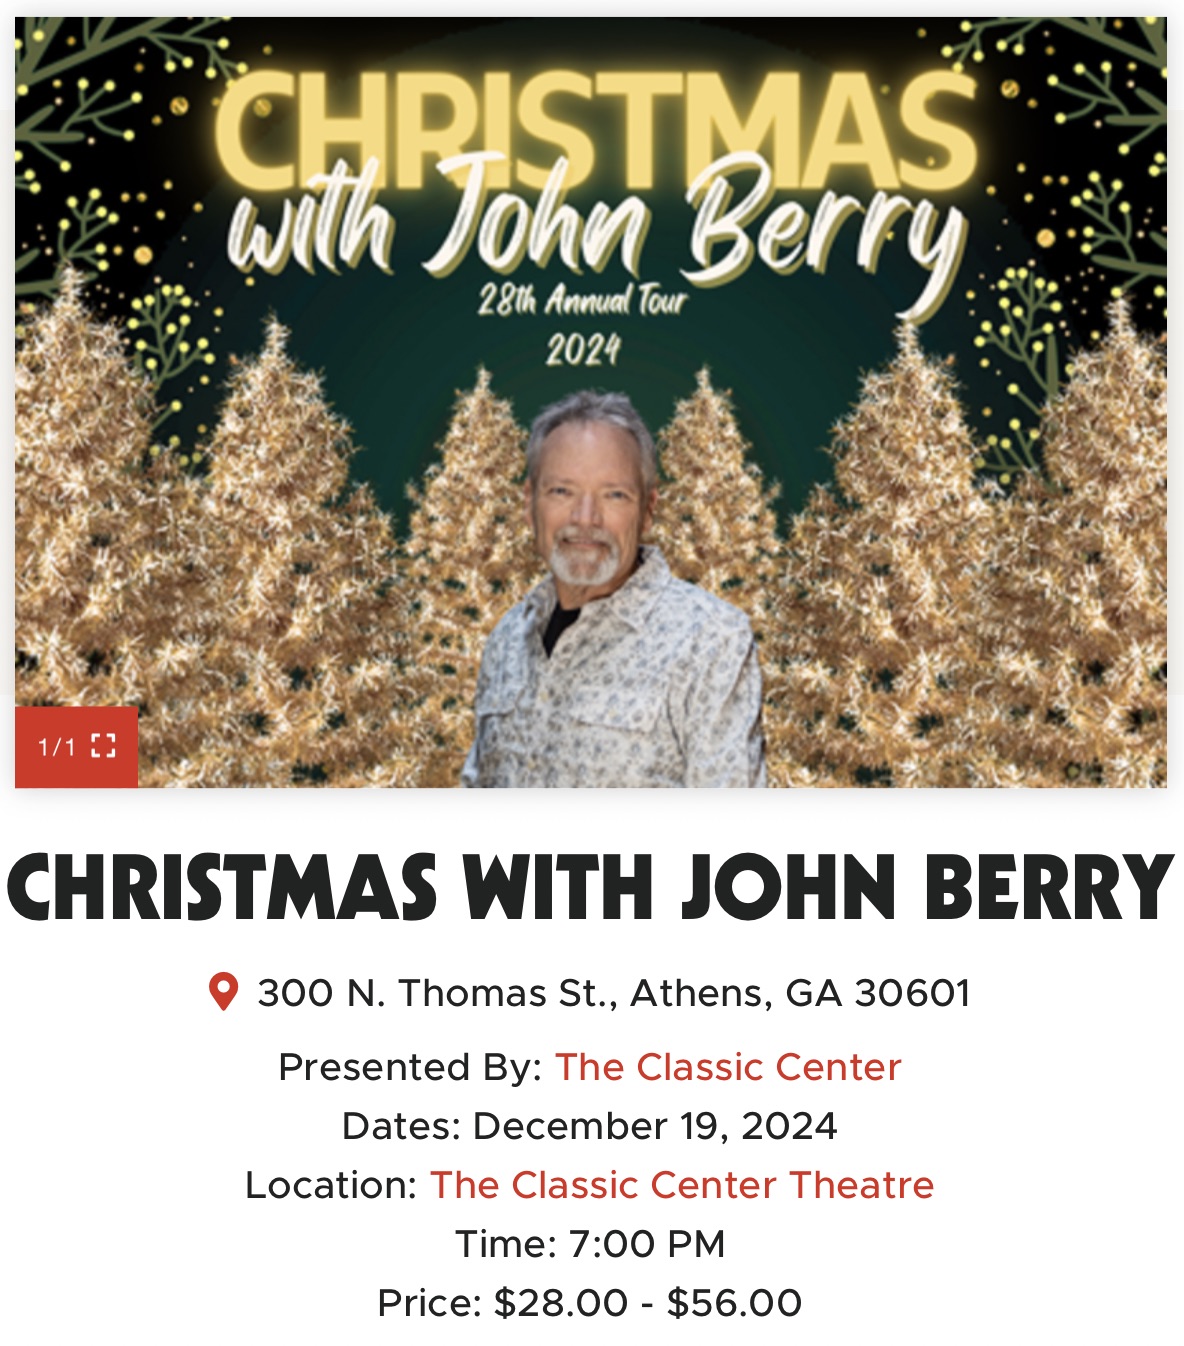 CHRISTMAS
with John Berry
28th Annual Tour
2024
1/1
CHRISTMAS WITH JOHN BERRY
300 N. Thomas St., Athens, GA 30601
Presented By: The Classic Center
Dates: December 19, 2024
Location: The Classic Center Theatre
Time: 7:00 PM
Price: $28.00 - $56.00